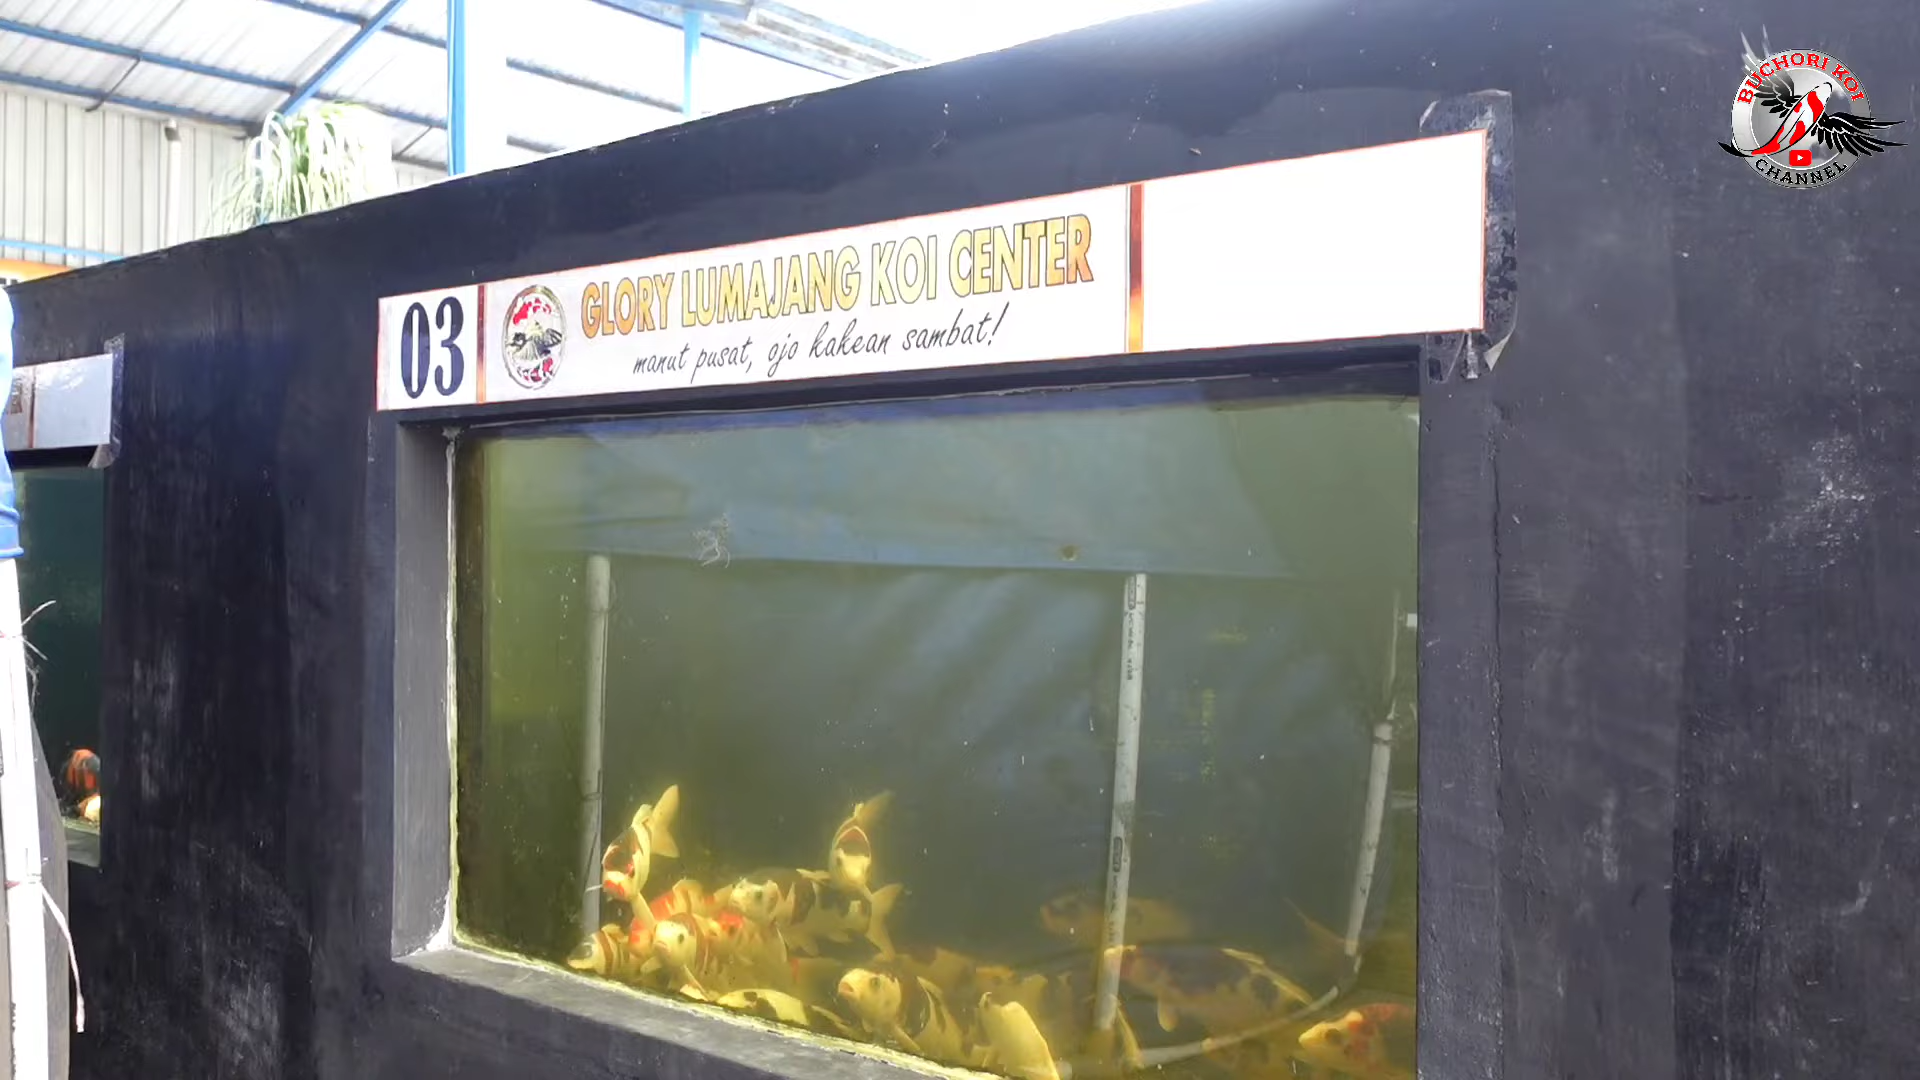 BUCHORI KOI
CHANNEL
03
GLORY LUMAJANG KOI CENTER
manut pusat, ojo kakean sambat!